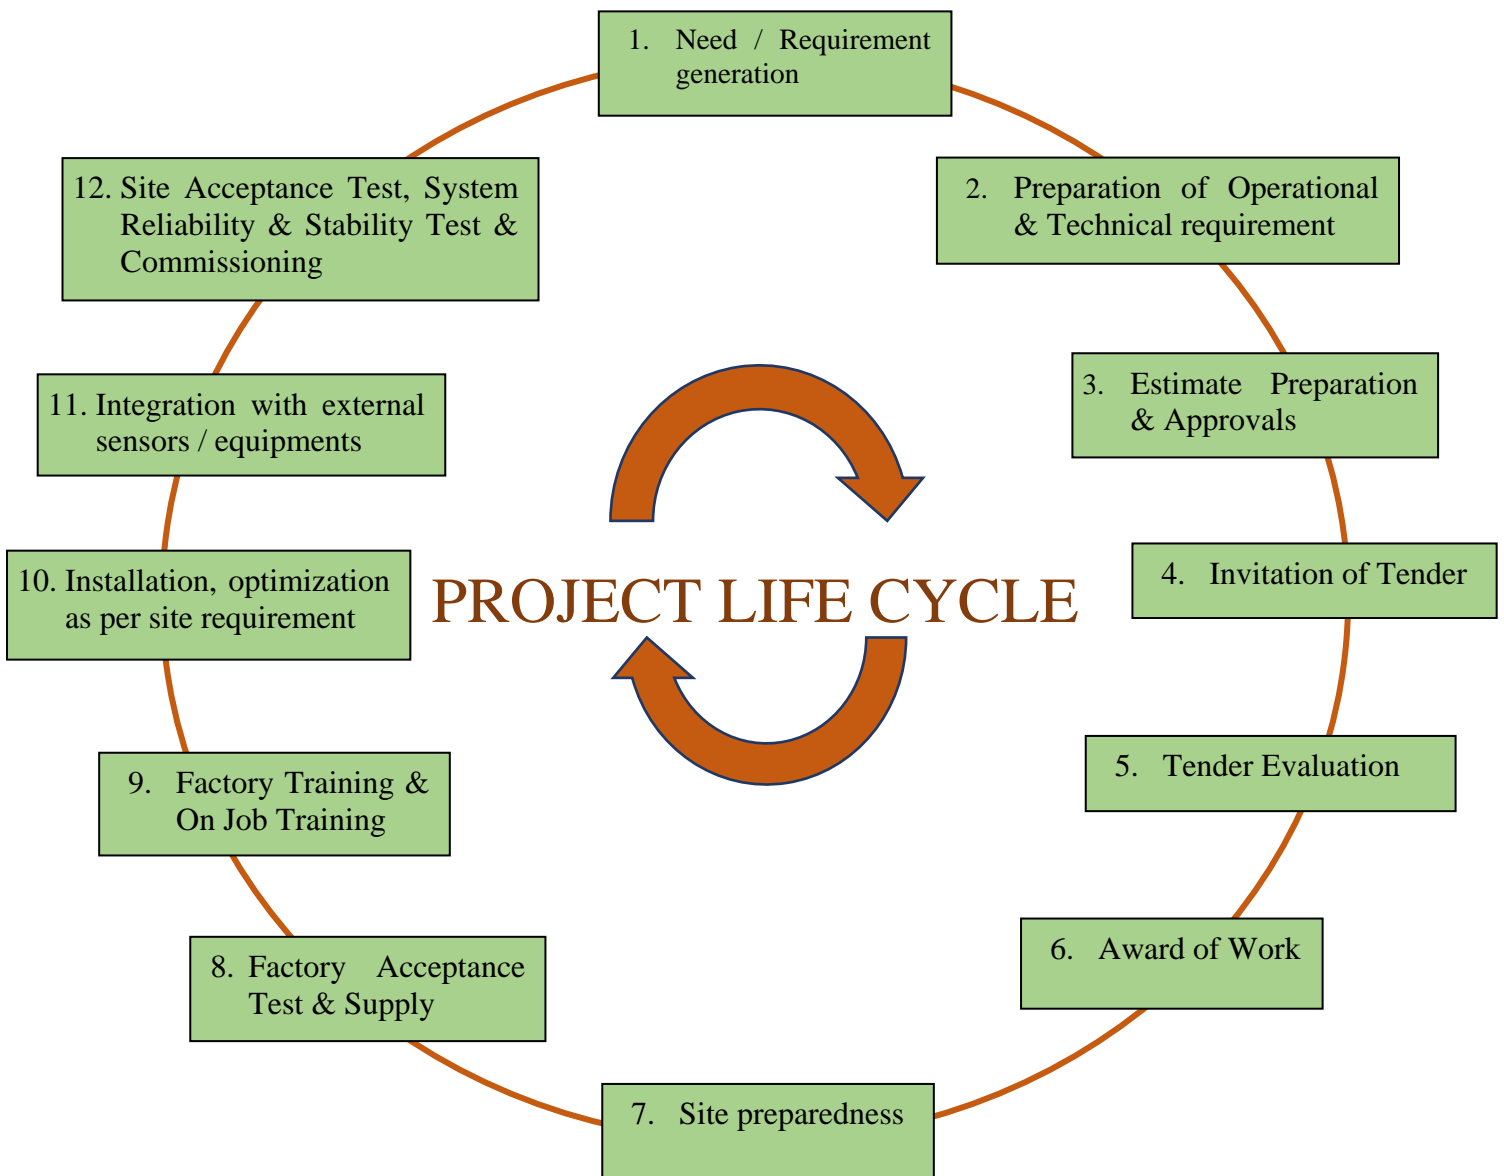 1. Need / Requirement
generation
2. Preparation of Operational
& Technical requirement
3. Estimate Preparation
& Approvals
4. Invitation of Tender
5. Tender Evaluation
6. Award of Work
7. Site preparedness
8. Factory Acceptance
Test & Supply
9. Factory Training &
On Job Training
10. Installation, optimization
as per site requirement
11. Integration with external
sensors / equipments
12. Site Acceptance Test, System
Reliability & Stability Test &
Commissioning
PROJECT LIFE CYCLE